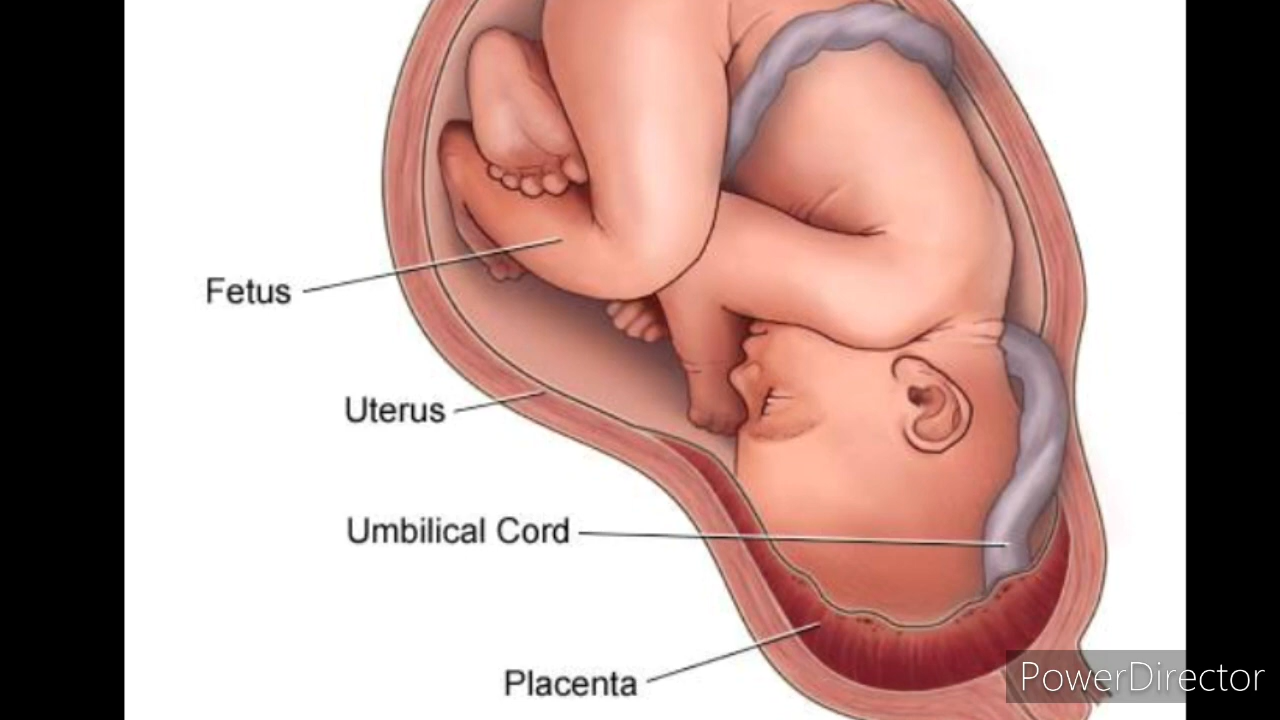 Fetus
Uterus
Umbilical Cord
Placenta
PowerDirector